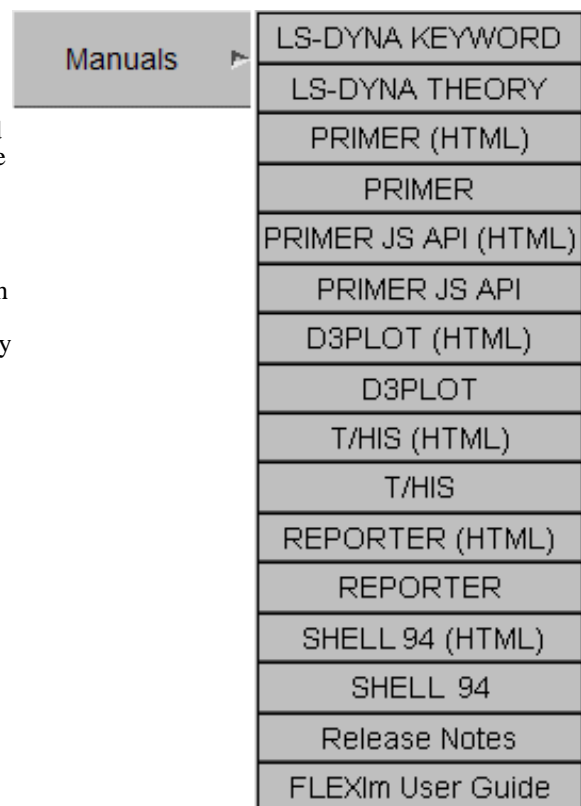 Manuals
LS-DYNA KEYWORD
LS-DYNA THEORY
PRIMER (HTML)
PRIMER
PRIMER JS API (HTML)
PRIMER JS API
D3PLOT (HTML)
D3PLOT
T/HIS (HTML)
T/HIS
REPORTER (HTML)
REPORTER
SHELL 94 (HTML)
SHELL 94
Release Notes
FLEXlm User Guide